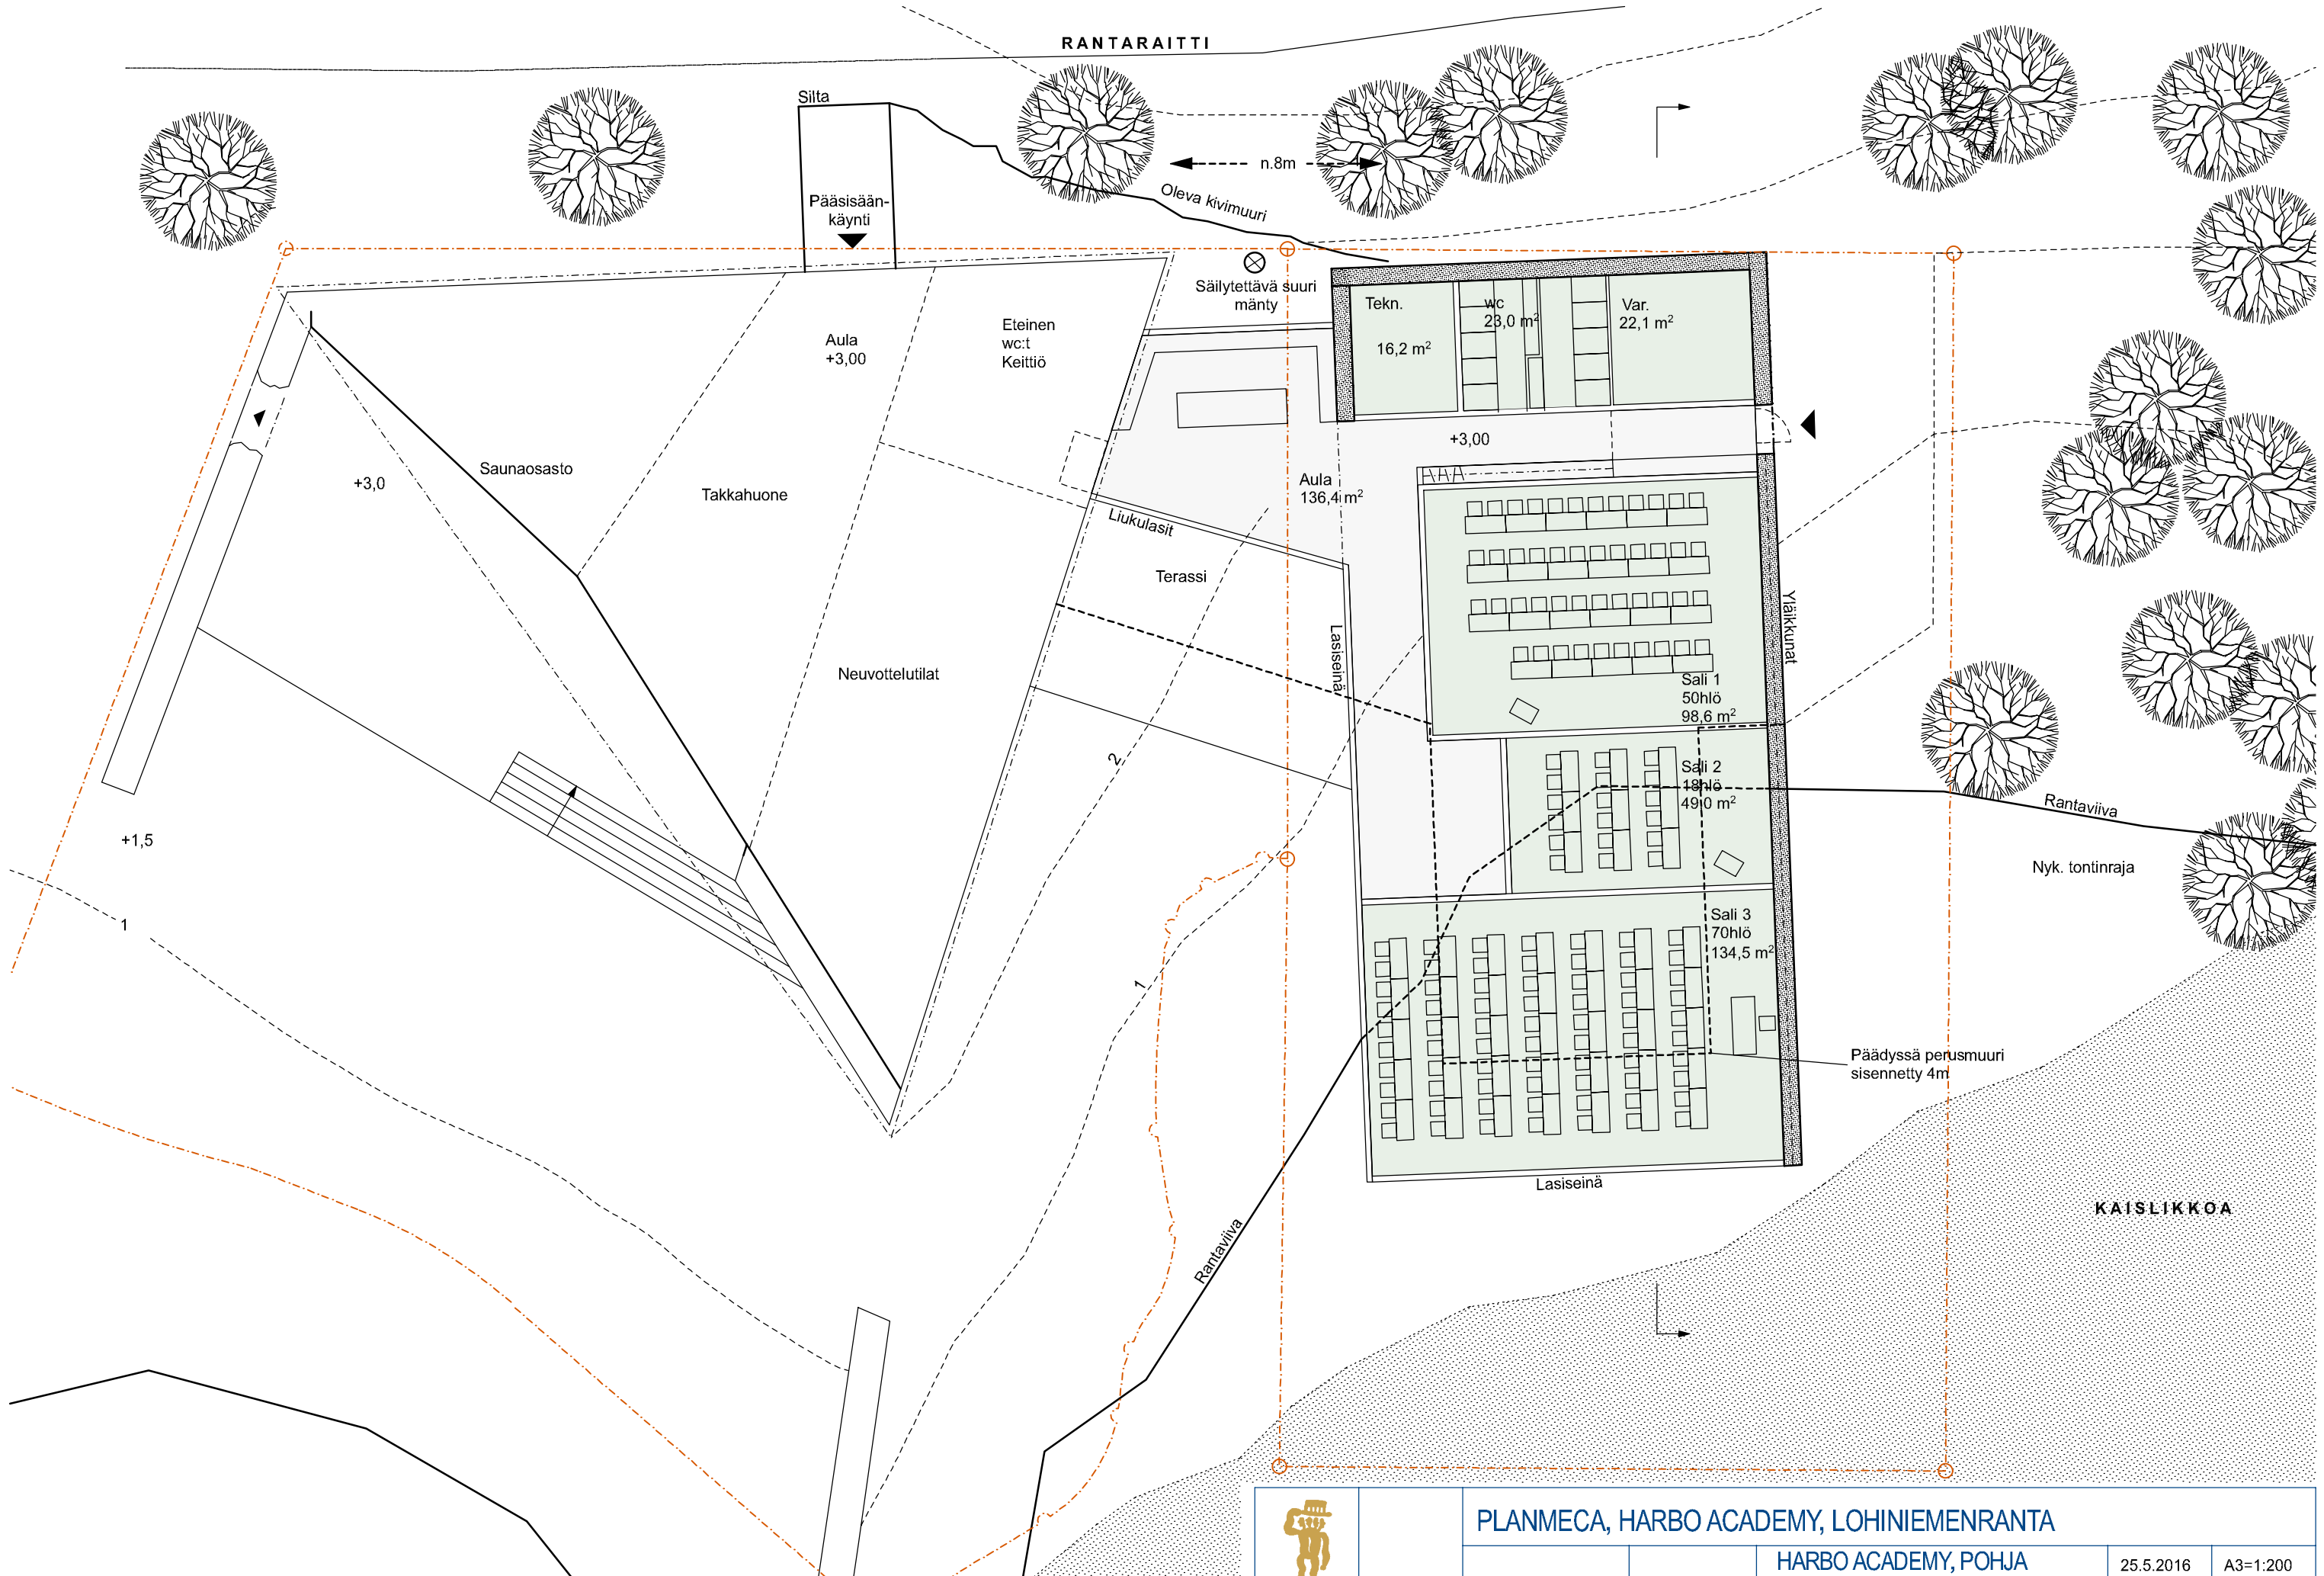 RANTARAITTI
Silta
n.8m
Pääsisään-
käynti
Oleva kivimuuri
Säilytettävä suuri
mänty
Tekn.
16,2 m²
wc
23,0 m²
Var.
22,1 m²
Aula
+3,00
Eteinen
wc:t
Keittiö
+3,00
Saunaosasto
+3,0
Takkahuone
Aula
136,4 m²
Liukulasit
Terassi
Lasiseinä
Yläikkunat
Neuvottelutilat
Sali 1
50hlö
98,6 m²
2
Sali 2
18hlö
49,0 m²
Rantaviiva
+1,5
Nyk. tontinraja
1
Sali 3
70hlö
134,5 m²
1
Päädyssä perusmuuri
sisennetty 4m
Lasiseinä
KAISLIKKOA
Rantaviiva
PLANMECA, HARBO ACADEMY, LOHINIEMENRANTA
HARBO ACADEMY, POHJA
25.5.2016
A3=1:200